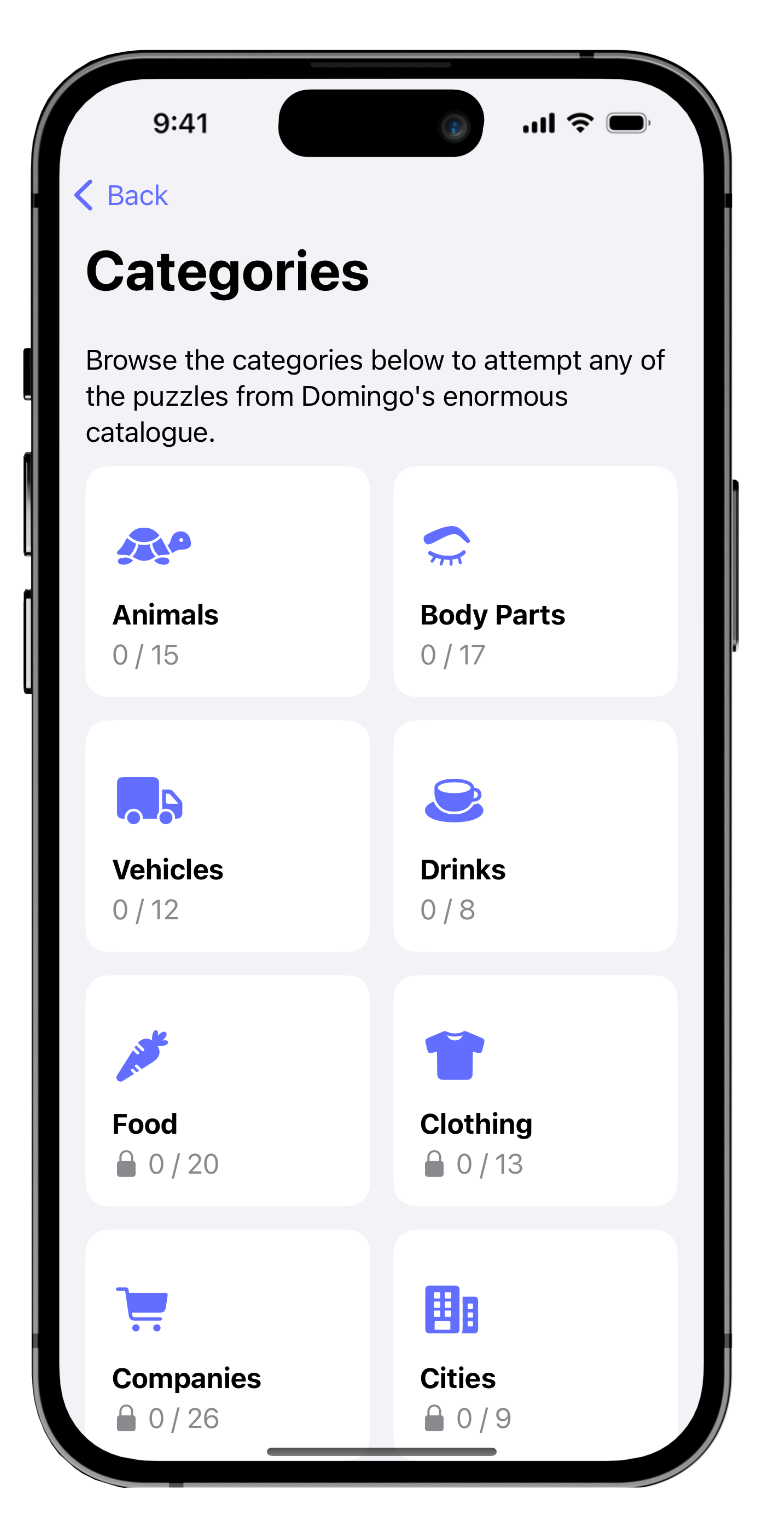 9:41
Back
Categories
Browse the categories below to attempt any of
the puzzles from Domingo's enormous
catalogue.
Animals
0 / 15
Body Parts
0 / 17
Vehicles
0 / 12
Drinks
0 / 8
Food
0 / 20
Clothing
0 / 13
Companies
0 / 26
Cities
0 / 9